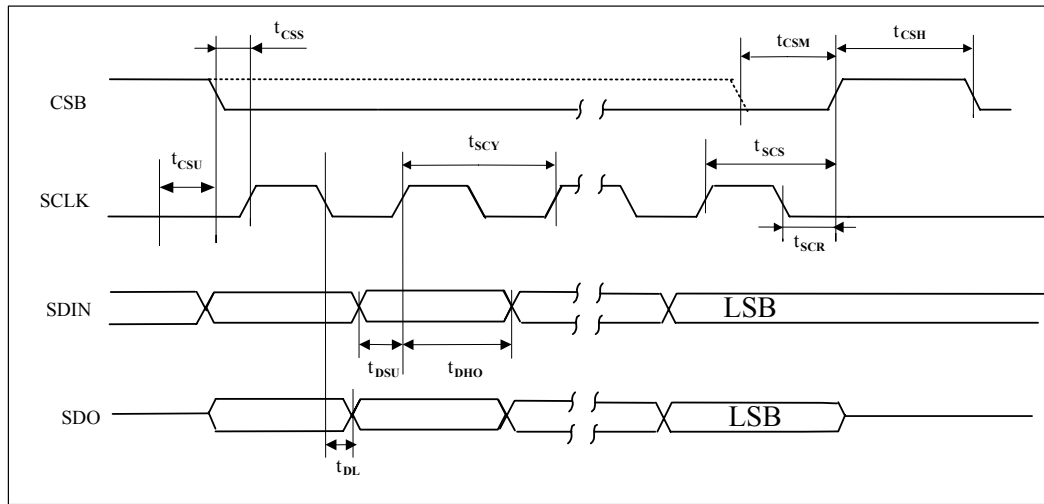 tCSS
tCSM
tCSH
CSB
tCSU
tSCY
tSCS
SCLK
tSCR
SDIN
LSB
tDSU
tDHO
SDO
LSB
tDL